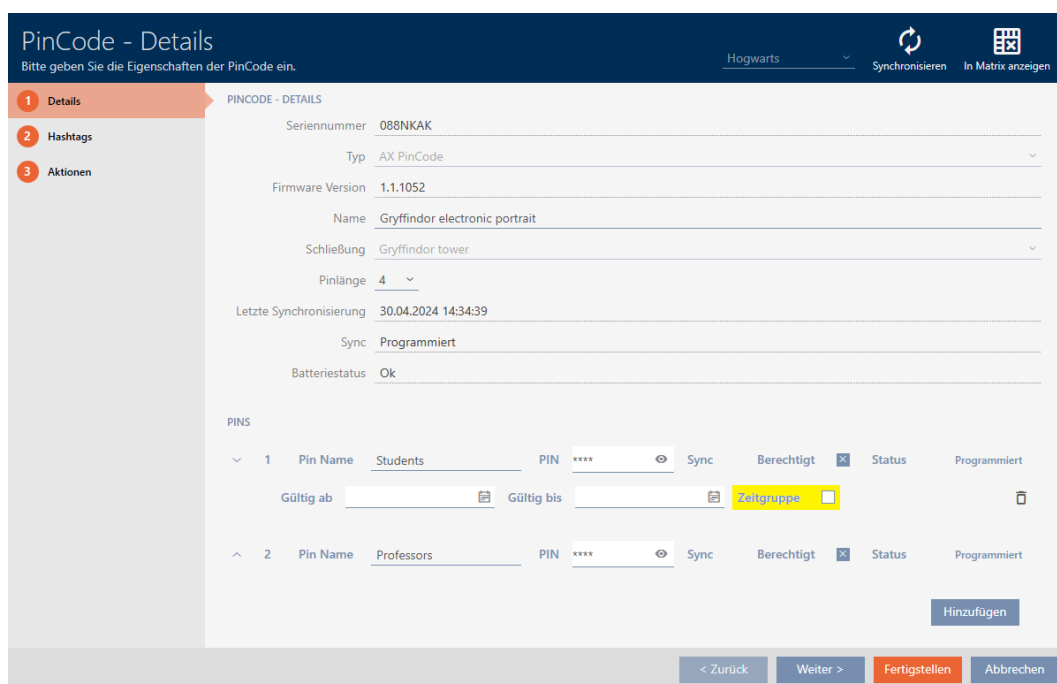 PinCode - Details
Bitte geben Sie die Eigenschaften der PinCode ein.
Hogwarts
Synchronisieren
In Matrix anzeigen
1 Details
2 Hashtags
3 Aktionen
PINCODE - DETAILS
Seriennummer 088NKAK
Typ AX PinCode
Firmware Version 1.1.1052
Name Gryffindor electronic portrait
Schließung Gryffindor tower
Pinlänge 4
Letzte Synchronisierung 30.04.2024 14:34:39
Sync Programmiert
Batteriestatus Ok
PINS
1 Pin Name Students PIN **** Sync Berechtigt Status Programmiert
Gültig ab Gültig bis Zeitgruppe
2 Pin Name Professors PIN **** Sync Berechtigt Status Programmiert
Hinzufügen
< Zurück Weiter > Fertigstellen Abbrechen